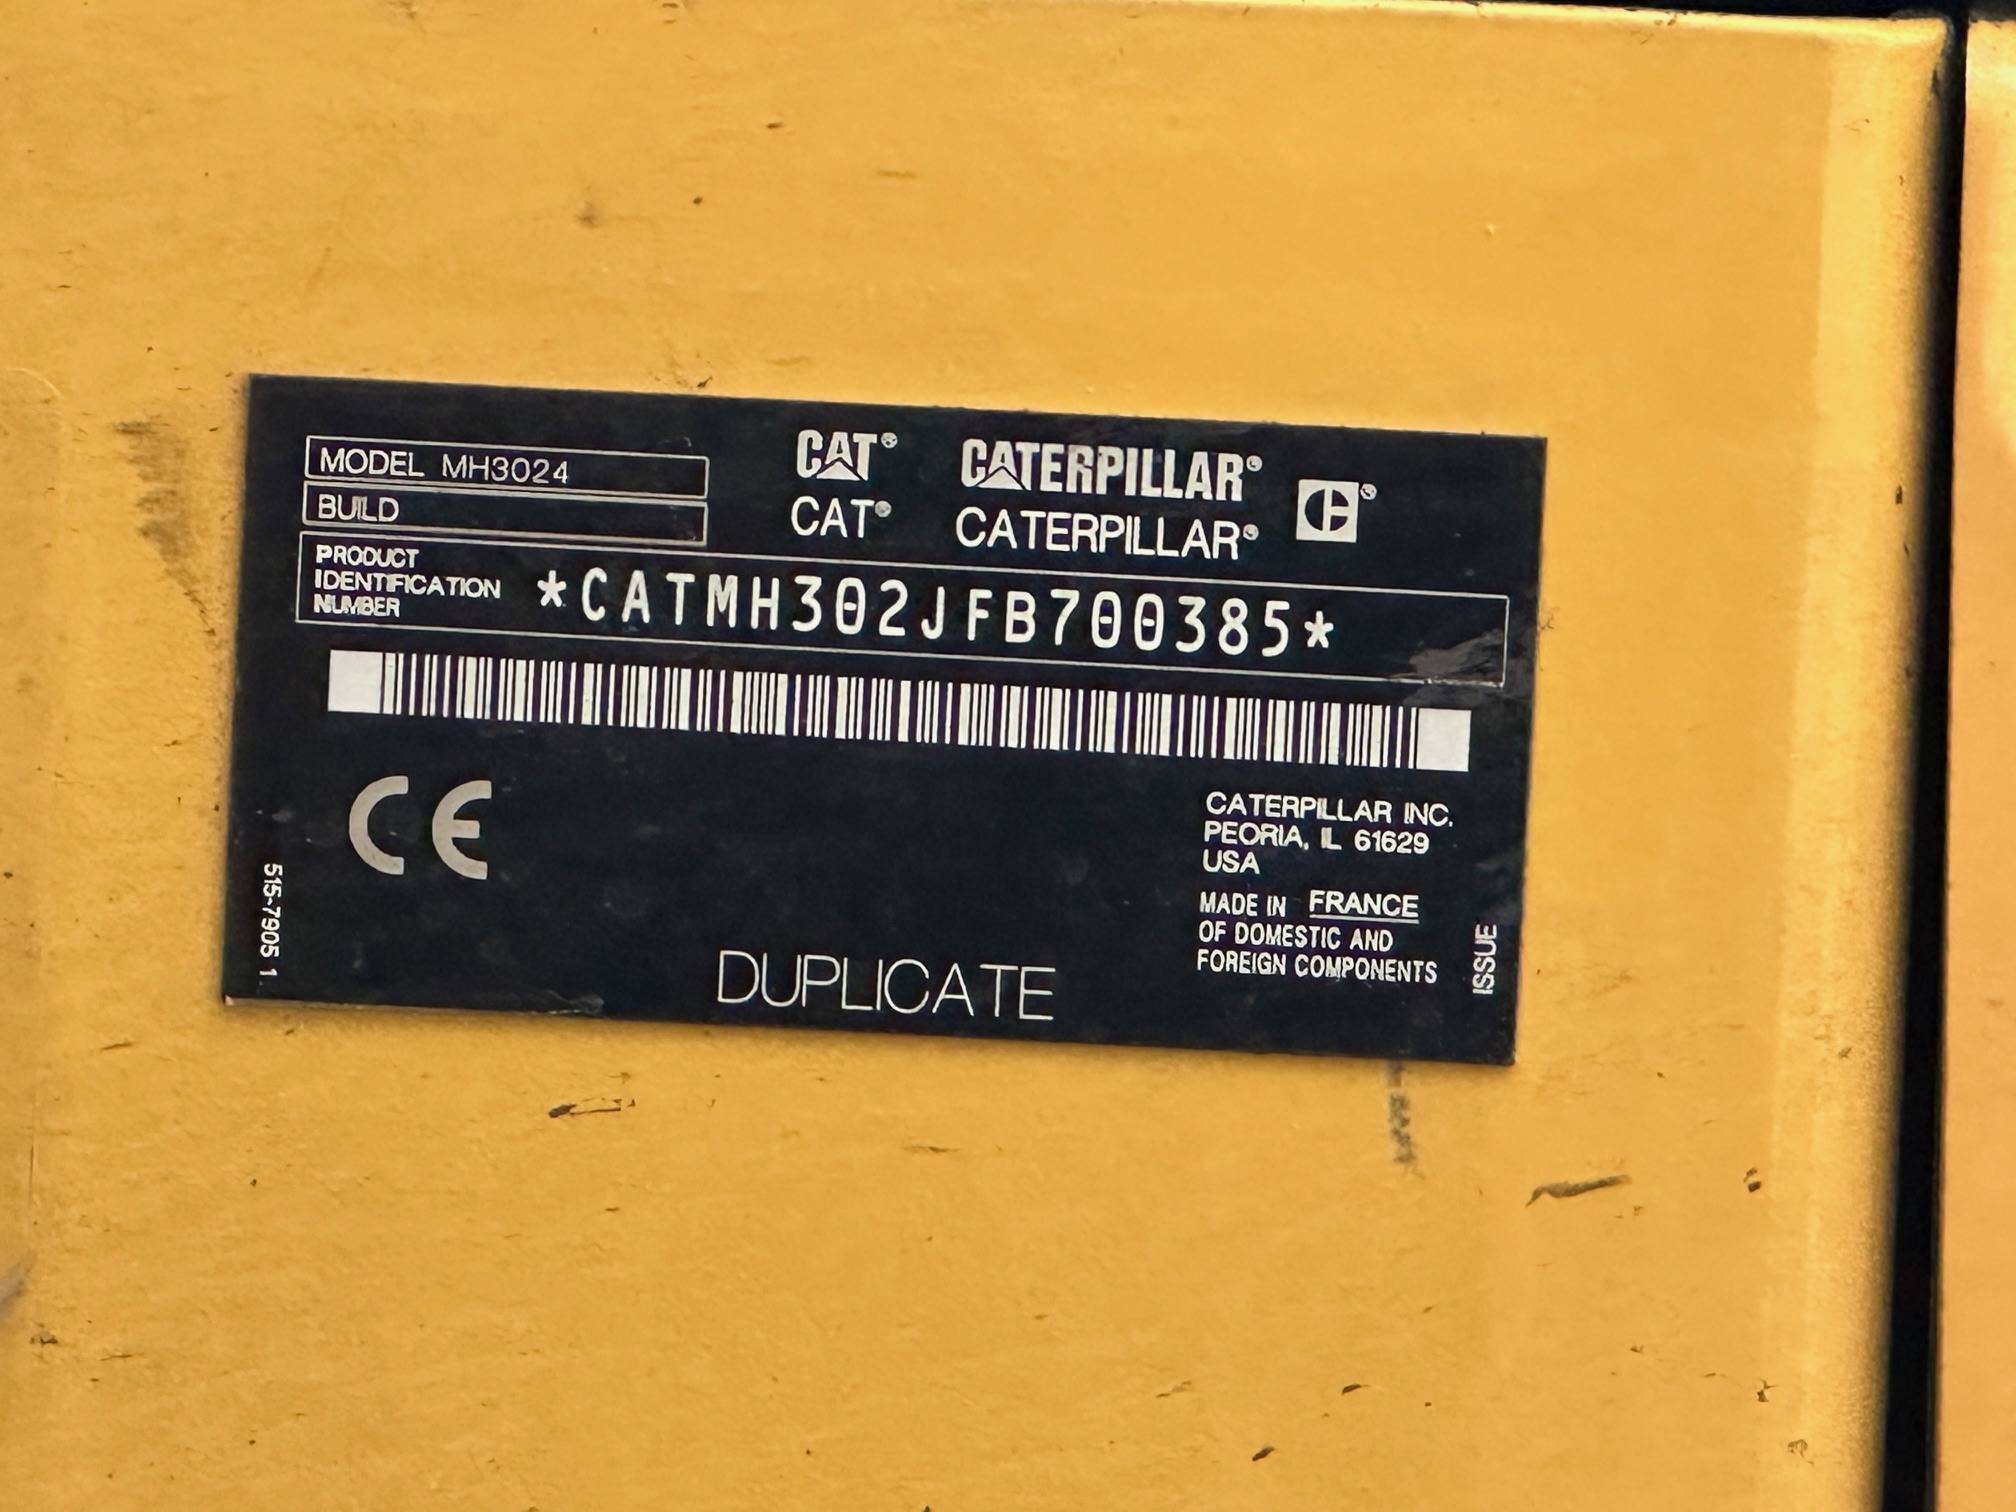 MODEL MH3024
BUILD
CAT® CATERPILLAR® C®
CAT® CATERPILLAR®
PRODUCT
IDENTIFICATION
NUMBER
*CATMH302JFB700385*
CE
CATERPILLAR INC.
PEORIA, IL 61629
USA
MADE IN FRANCE
OF DOMESTIC AND
FOREIGN COMPONENTS
515-7905 1
DUPLICATE
ISSUE